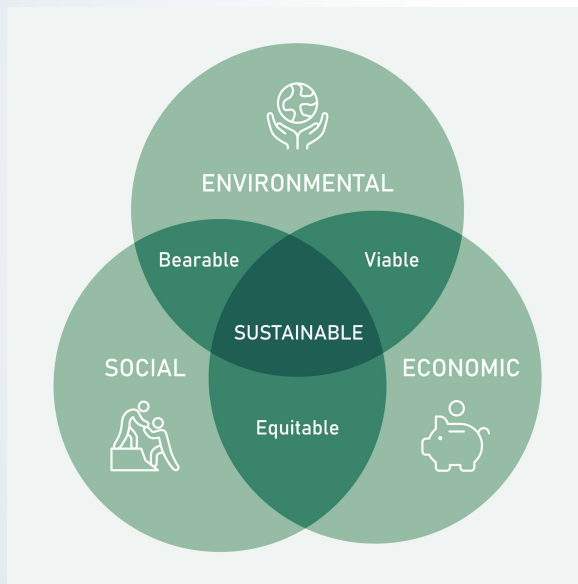 ENVIRONMENTAL
Bearable
Viable
SUSTAINABLE
SOCIAL
ECONOMIC
Equitable